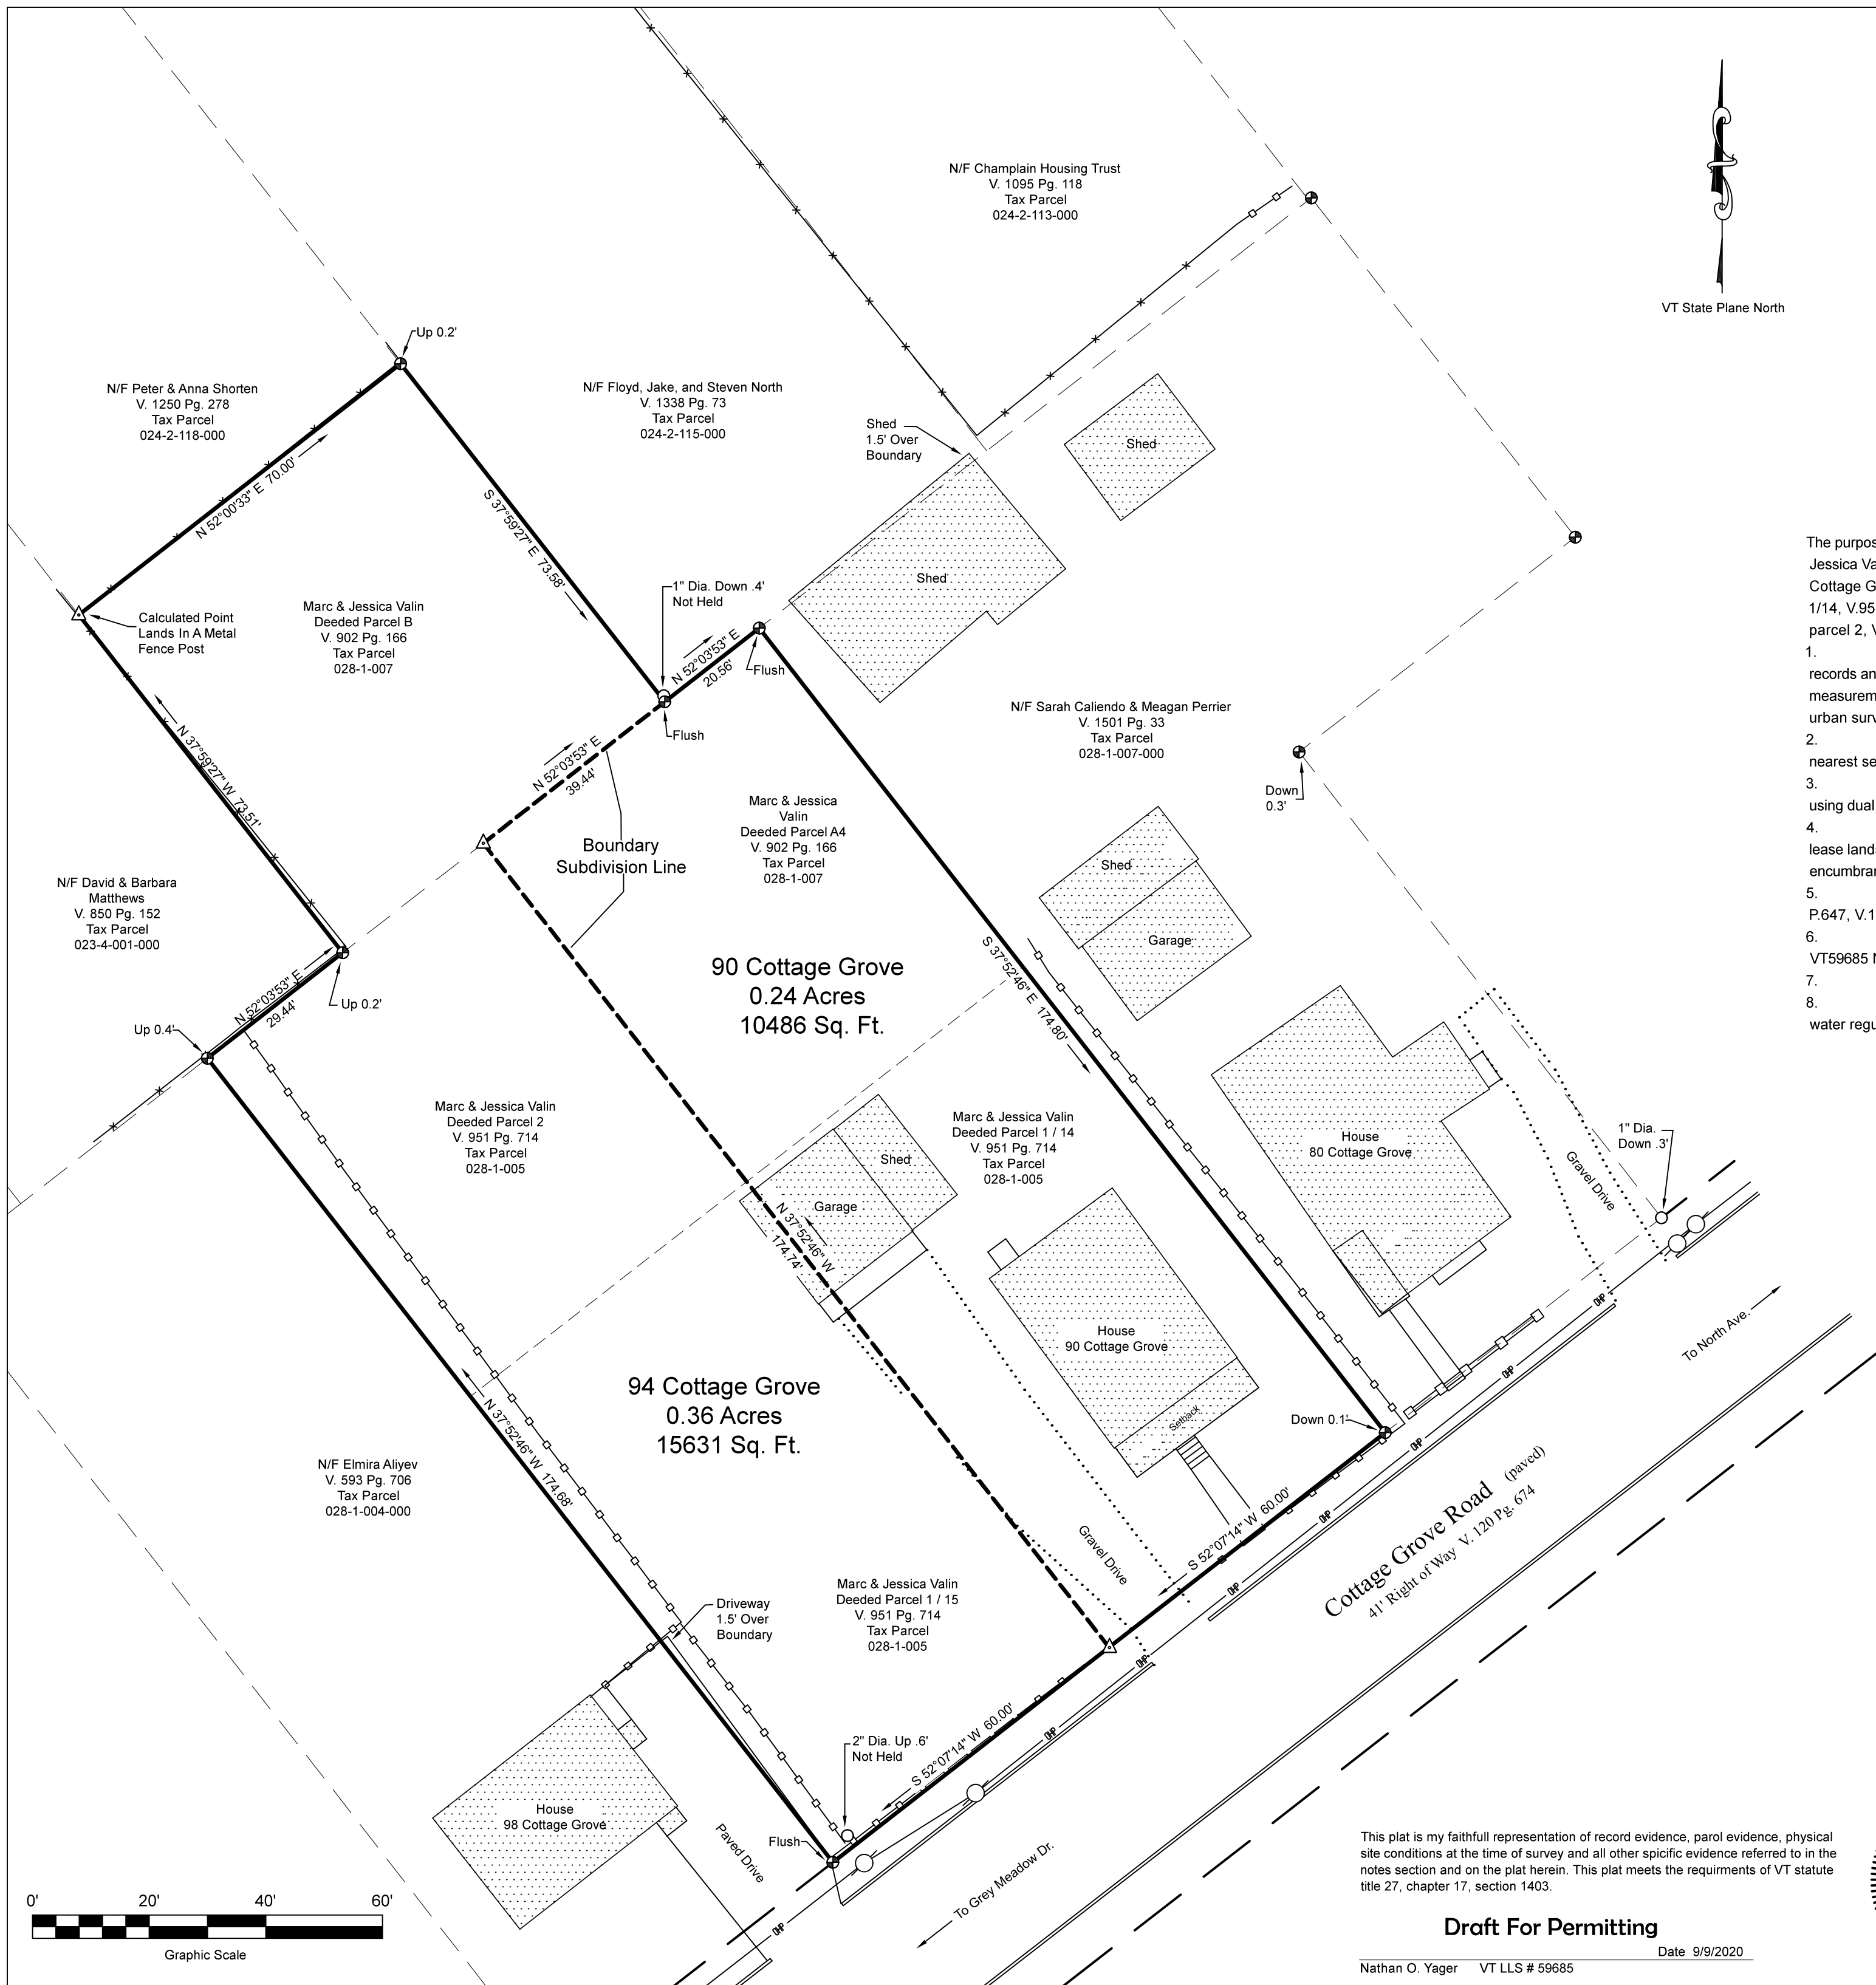 N/F Champlain Housing Trust
V. 1095 Pg. 118
Tax Parcel
024-2-113-000
VT State Plane North
Up 0.2'
N/F Peter & Anna Shorten
V. 1250 Pg. 278
Tax Parcel
024-2-118-000
N/F Floyd, Jake, and Steven North
V. 1338 Pg. 73
Tax Parcel
024-2-115-000
Shed
1.5' Over
Boundary
Shed
N 52°00'33" E 70.00'
S 37°59'27" E 73.58'
Shed
1" Dia. Down .4'
Not Held
Calculated Point
Lands In A Metal
Fence Post
Marc & Jessica Valin
Deeded Parcel B
V. 902 Pg. 166
Tax Parcel
028-1-007
N 52°03'53" E
20.56'
Flush
Flush
N/F Sarah Caliendo & Meagan Perrier
V. 1501 Pg. 33
Tax Parcel
028-1-007-000
Down
0.3'
N 37°59'27" W 73.51'
N 52°03'53" E
39.44'
Boundary
Subdivision Line
Marc & Jessica
Valin
Deeded Parcel A4
V. 902 Pg. 166
Tax Parcel
028-1-007
Shed
Garage
N/F David & Barbara
Matthews
V. 850 Pg. 152
Tax Parcel
023-4-001-000
90 Cottage Grove
0.24 Acres
10486 Sq. Ft.
S 37°52'46" E 174.80'
N 52°03'53" E
29.44'
Up 0.2'
Up 0.4'
Marc & Jessica Valin
Deeded Parcel 2
V. 951 Pg. 714
Tax Parcel
028-1-005
Marc & Jessica Valin
Deeded Parcel 1 / 14
V. 951 Pg. 714
Tax Parcel
028-1-005
House
80 Cottage Grove
1" Dia.
Down .3'
Gravel Drive
Shed
Garage
N 37°52'46" W
174.74'
House
90 Cottage Grove
Setback
OHP
OHP
OHP
OHP
OHP
OHP
OHP
OHP
To North Ave.
94 Cottage Grove
0.36 Acres
15631 Sq. Ft.
Down 0.1'
N 37°52'46" W 174.68'
N/F Elmira Aliyev
V. 593 Pg. 706
Tax Parcel
028-1-004-000
S 52°07'14" W 60.00'
Cottage Grove Road (paved)
41' Right of Way V. 120 Pg. 674
Gravel Drive
Marc & Jessica Valin
Deeded Parcel 1 / 15
V. 951 Pg. 714
Tax Parcel
028-1-005
Driveway
1.5' Over
Boundary
S 52°07'14" W 60.00'
2" Dia. Up .6'
Not Held
House
98 Cottage Grove
Paved Drive
Flush
To Grey Meadow Dr.
0' 20' 40' 60'
Graphic Scale
The purpos
Jessica Va
Cottage G
1/14, V.95
parcel 2, V
1.
records an
measurem
urban surv
2.
nearest se
3.
using dual
4.
lease land
encumbrar
5.
P.647, V.1
6.
VT59685 N
7.
8.
water regu
This plat is my faithfull representation of record evidence, parol evidence, physical
site conditions at the time of survey and all other spicific evidence referred to in the
notes section and on the plat herein. This plat meets the requirments of VT statute
title 27, chapter 17, section 1403.
Draft For Permitting
Date 9/9/2020
Nathan O. Yager VT LLS # 59685